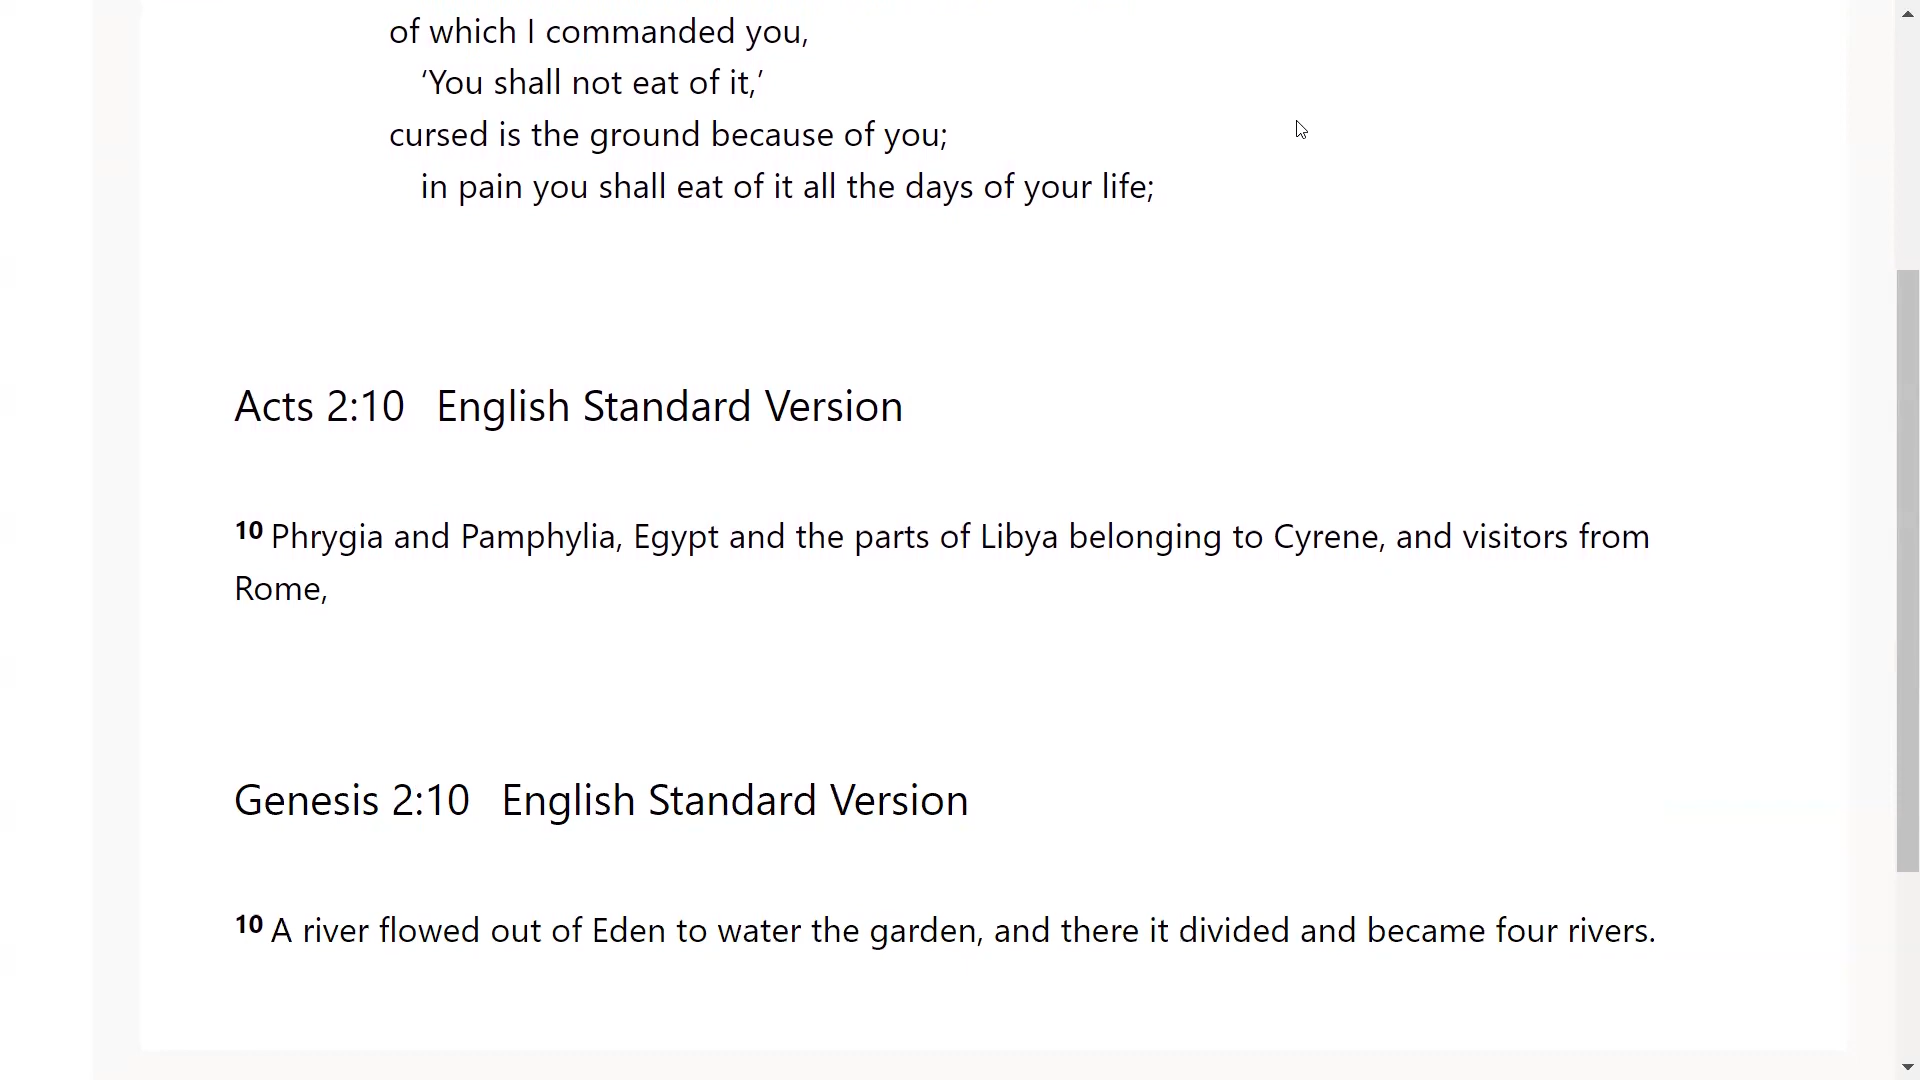 of which I commanded you,
‘You shall not eat of it,’
cursed is the ground because of you;
in pain you shall eat of it all the days of your life;
Acts 2:10 English Standard Version
10 Phrygia and Pamphylia, Egypt and the parts of Libya belonging to Cyrene, and visitors from
Rome,
Genesis 2:10 English Standard Version
10 A river flowed out of Eden to water the garden, and there it divided and became four rivers.